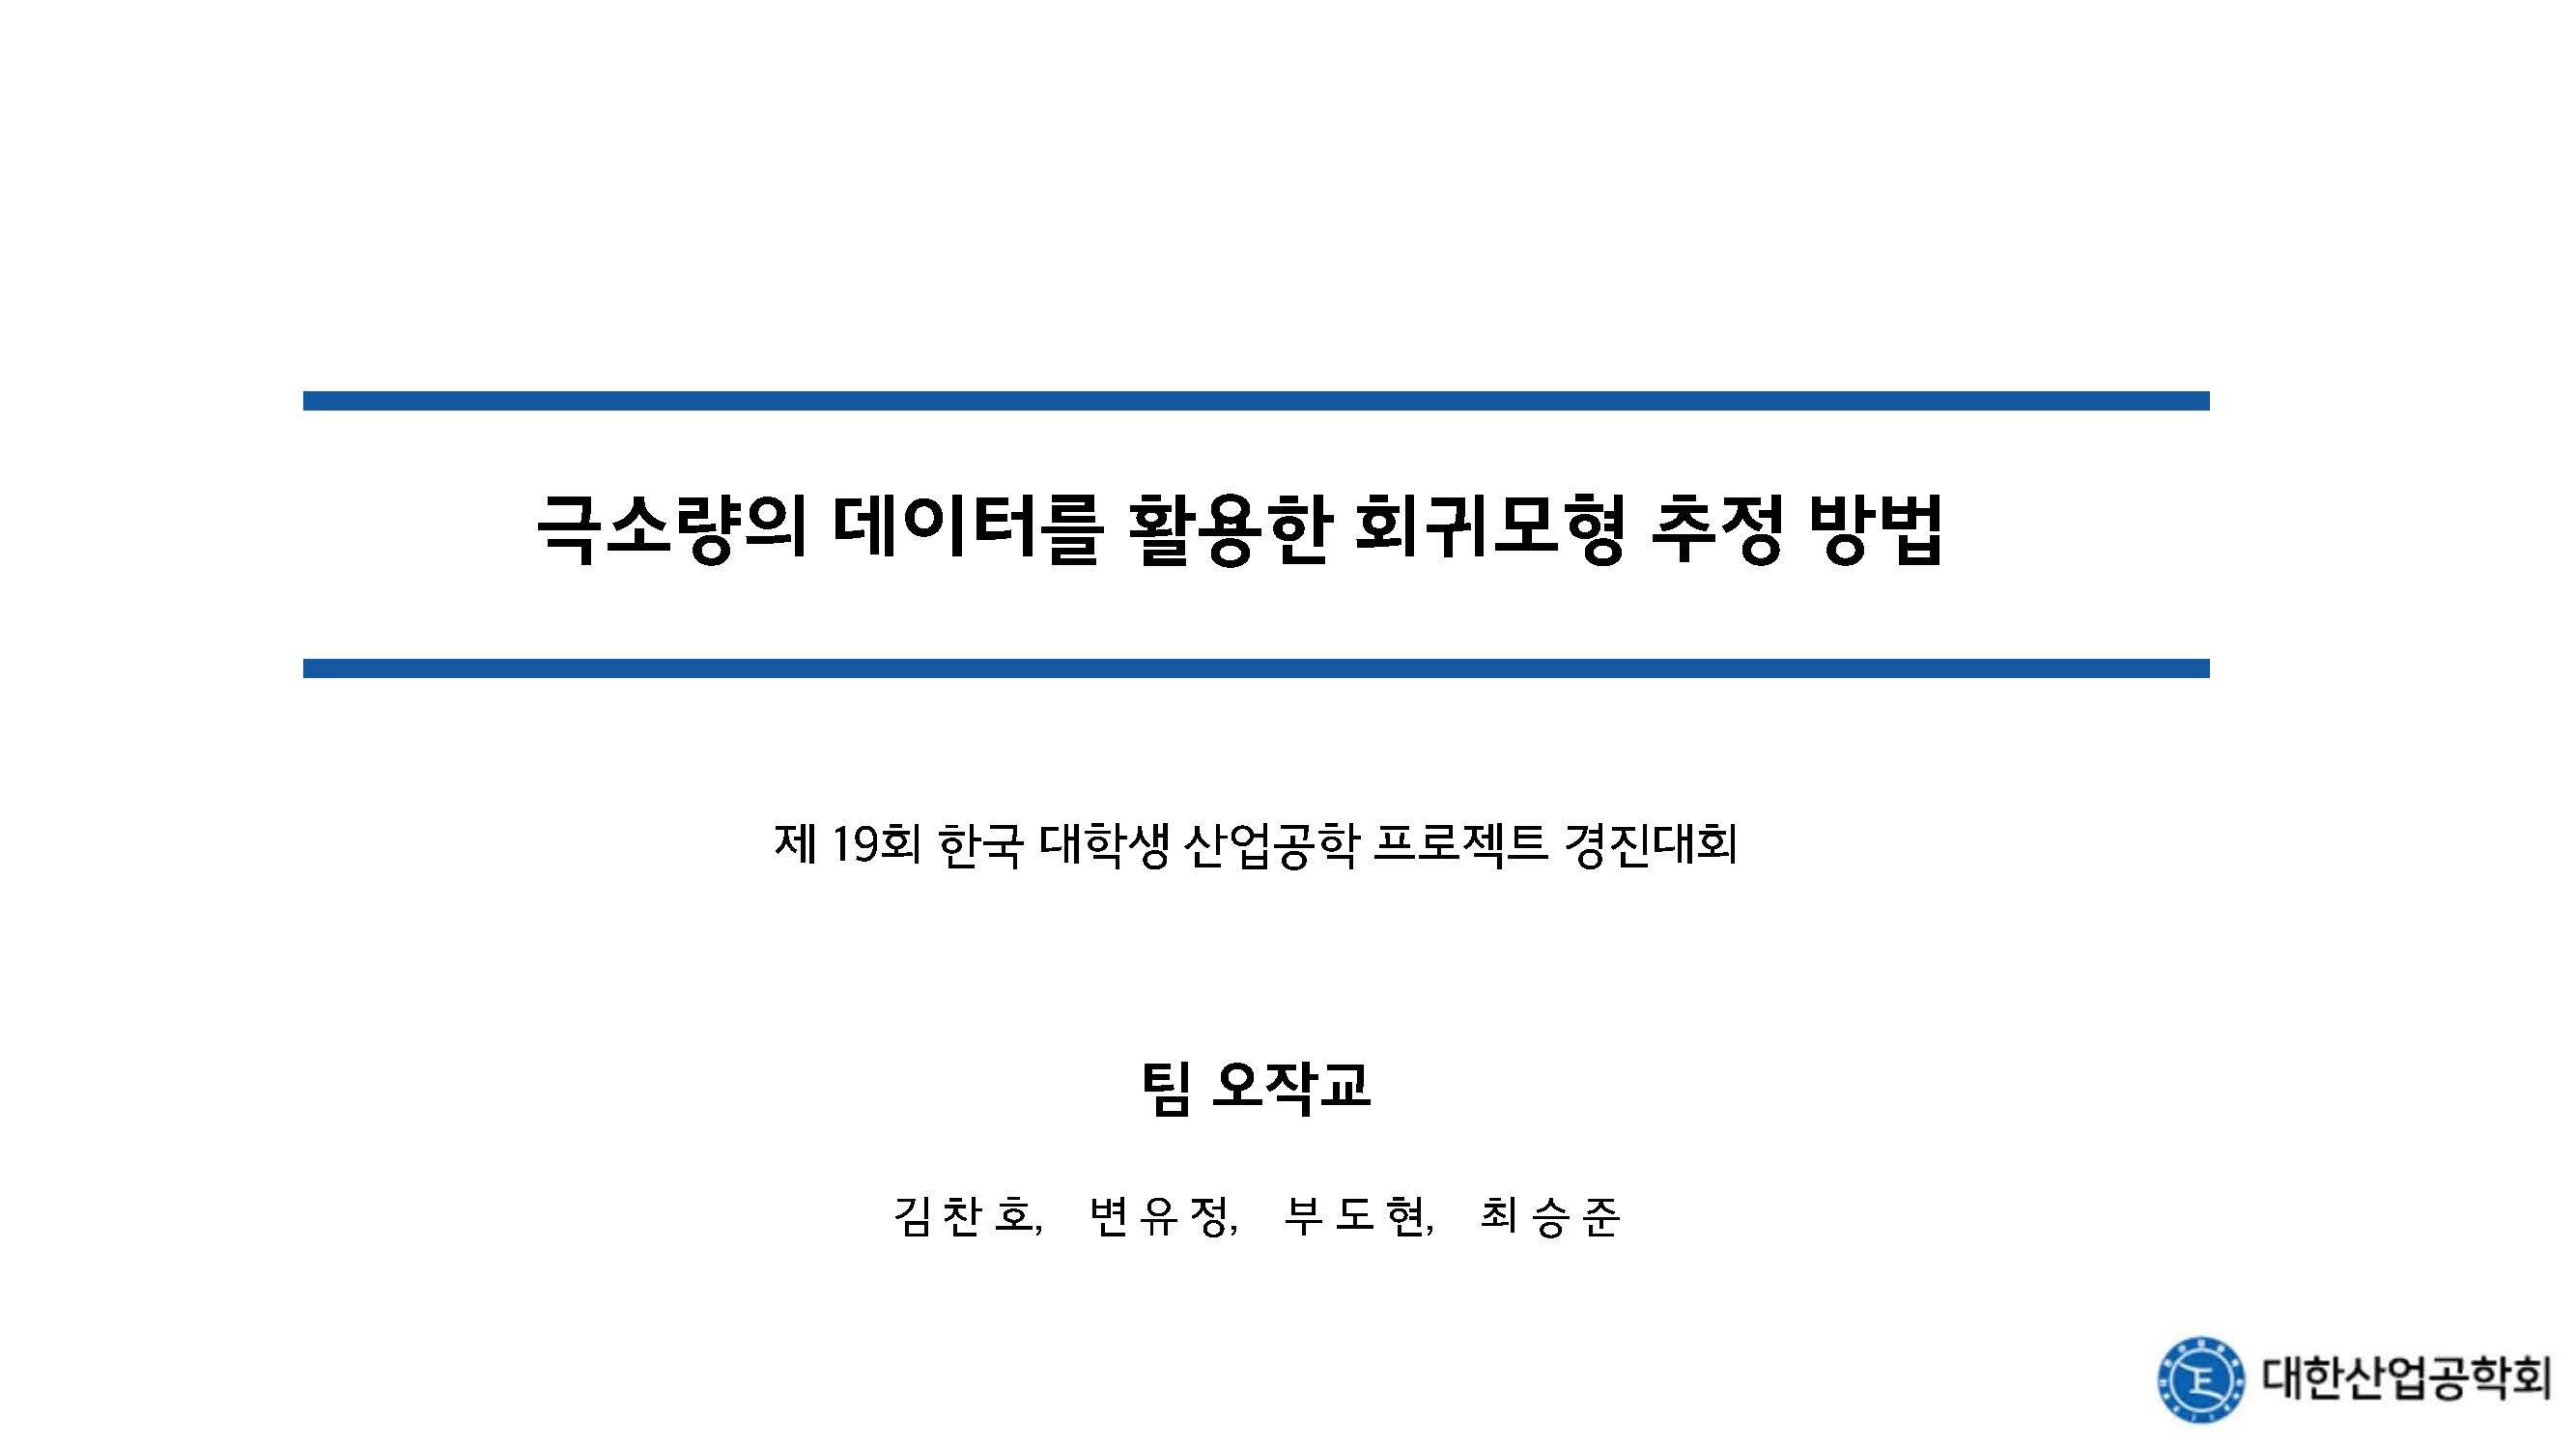 극소량의 데이터를 활용한 회귀모형 추정 방법
제 19회 한국 대학생 산업공학 프로젝트 경진대회
팀 오작교
김 찬 호, 변 유 정, 부 도 현, 최 승 준
대한산업공학회